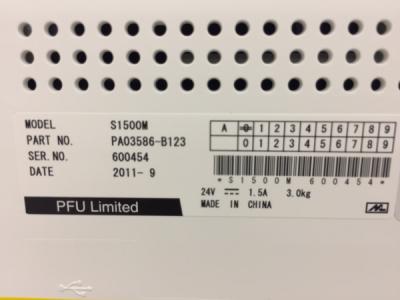 MODEL S1500M
PART NO. PA03586-B123
SER.NO. 600454
DATE 2011- 9
PFU Limited
A 0 1 2 3 4 5 6 7 8 9
0 1 2 3 4 5 6 7 8 9
*S1500M600454*
24V 1.5A 3.0kg
MADE IN CHINA